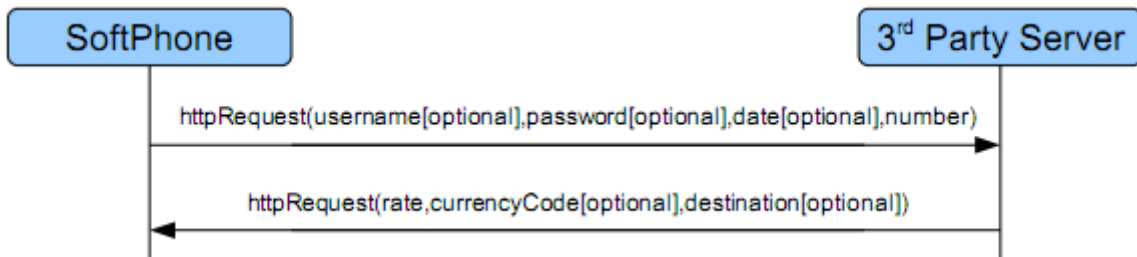 SoftPhone
3rd Party Server
httpRequest(username[optional],password[optional],date[optional],number)
httpRequest(rate,currencyCode[optional],destination[optional])